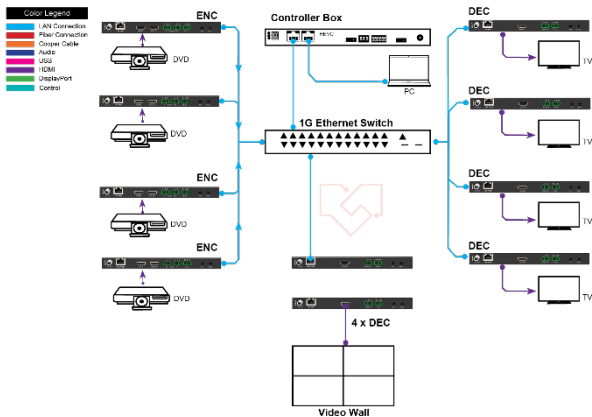 Color Legend
LAN Connection
Fiber Connection
Cooper Cable
Audio
USB
HDMI
DisplayPort
Control
ENC
DVD
ENC
DVD
ENC
DVD
ENC
DVD
Controller Box
PC
1G Ethernet Switch
4 x DEC
Video Wall
DEC
TV
DEC
TV
DEC
TV
DEC
TV